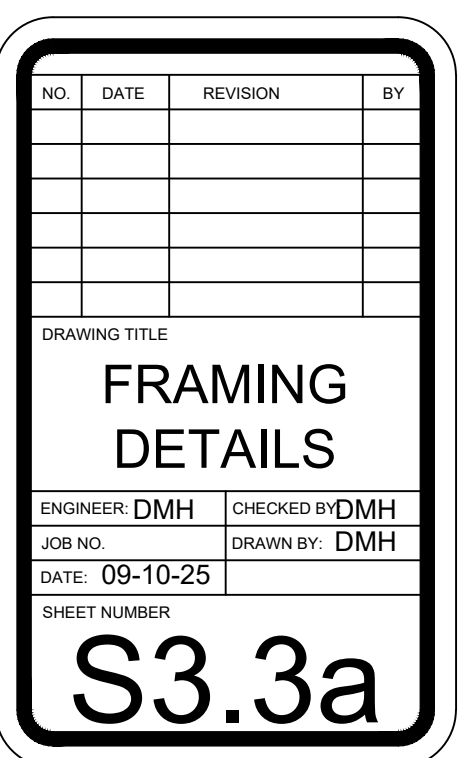 NO. DATE REVISION BY
DRAWING TITLE
FRAMING
DETAILS
ENGINEER: DMH CHECKED BY: DMH
JOB NO. DRAWN BY: DMH
DATE: 09-10-25
SHEET NUMBER
S3.3a